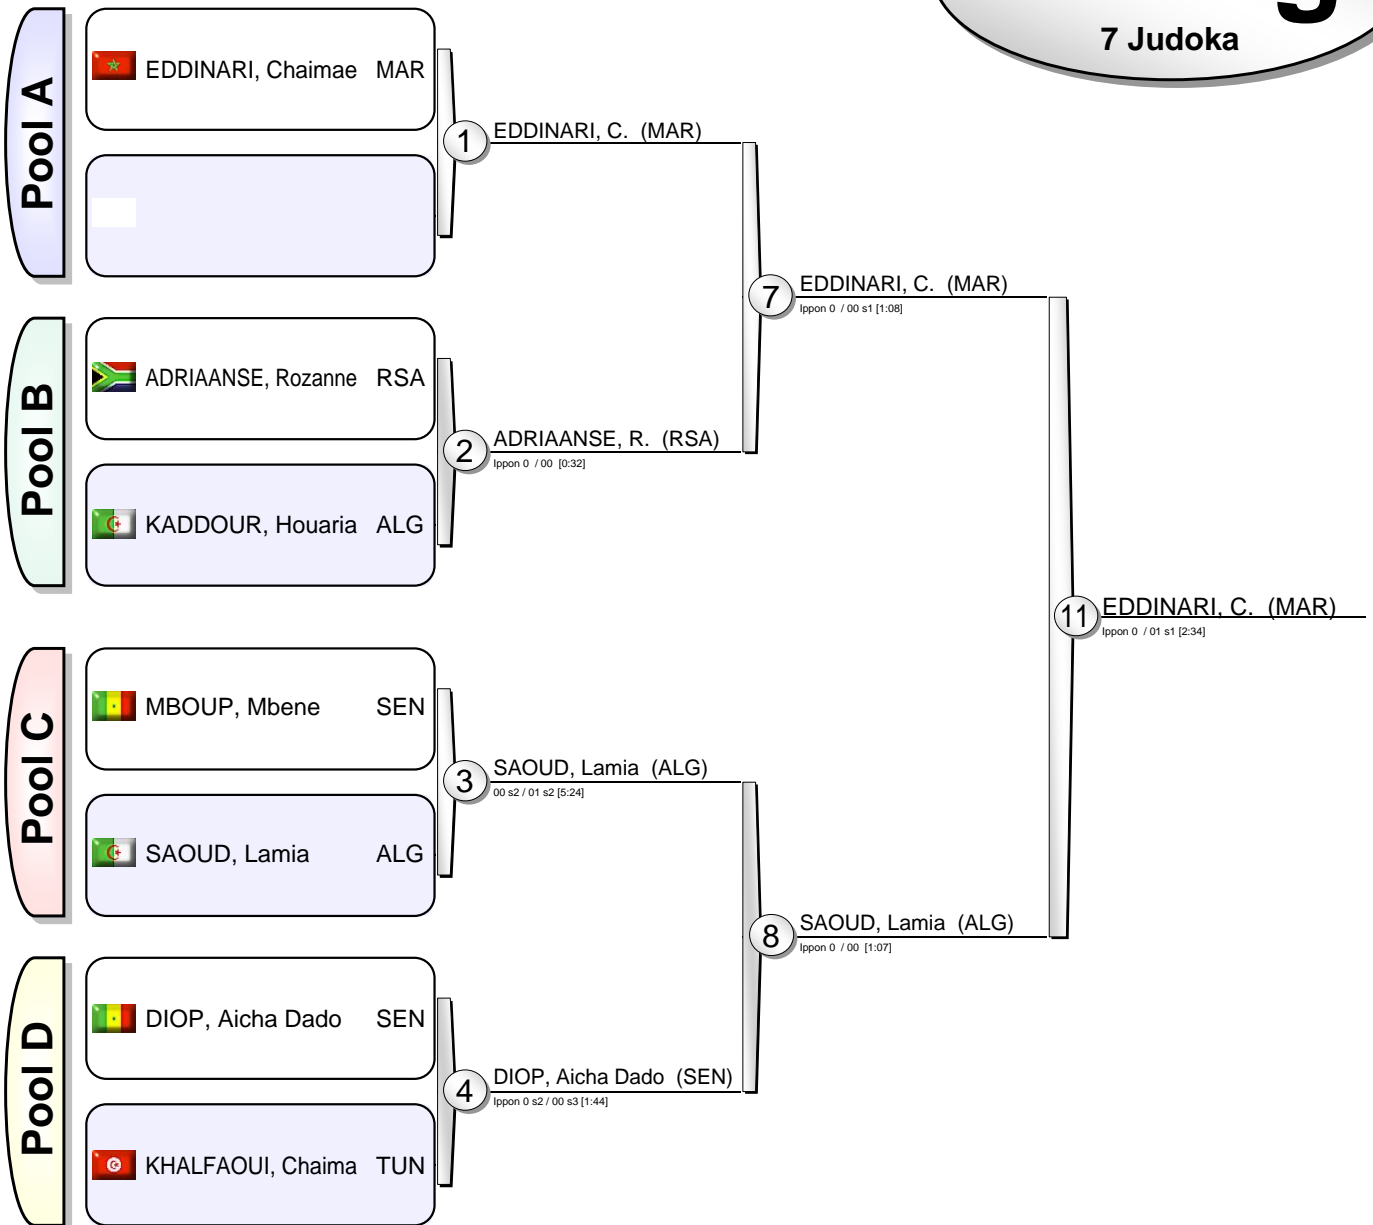 7 Judoka
Pool A
EDDINARI, Chaimae MAR
1
EDDINARI, C. (MAR)
7
EDDINARI, C. (MAR)
Ippon 0 / 00 s1 [1:08]
Pool B
ADRIAANSE, Rozanne RSA
2
ADRIAANSE, R. (RSA)
Ippon 0 / 00 [0:32]
KADDOUR, Houaria ALG
11
EDDINARI, C. (MAR)
Ippon 0 / 01 s1 [2:34]
Pool C
MBOUP, Mbene SEN
3
SAOUD, Lamia (ALG)
00 s2 / 01 s2 [5:24]
SAOUD, Lamia ALG
8
SAOUD, Lamia (ALG)
Ippon 0 / 00 [1:07]
Pool D
DIOP, Aicha Dado SEN
4
DIOP, Aicha Dado (SEN)
Ippon 0 s2 / 00 s3 [1:44]
KHALFAOUI, Chaima TUN